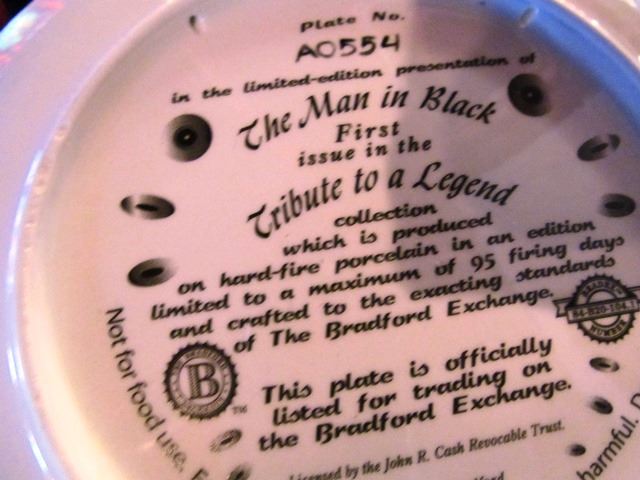 Plate No.
A0554
in the limited-edition presentation of
The Man in Black
First
issue in the
Tribute to a Legend
collection
which is produced
on hard-fire porcelain in an edition
limited to a maximum of 95 firing days
and crafted to the exacting standards
of The Bradford Exchange.
This plate is officially
listed for trading on
the Bradford Exchange.
Licensed by the John R. Cash Revocable Trust.
Not for food use.
harmful.
B
TM
BRADEX
NUMBER